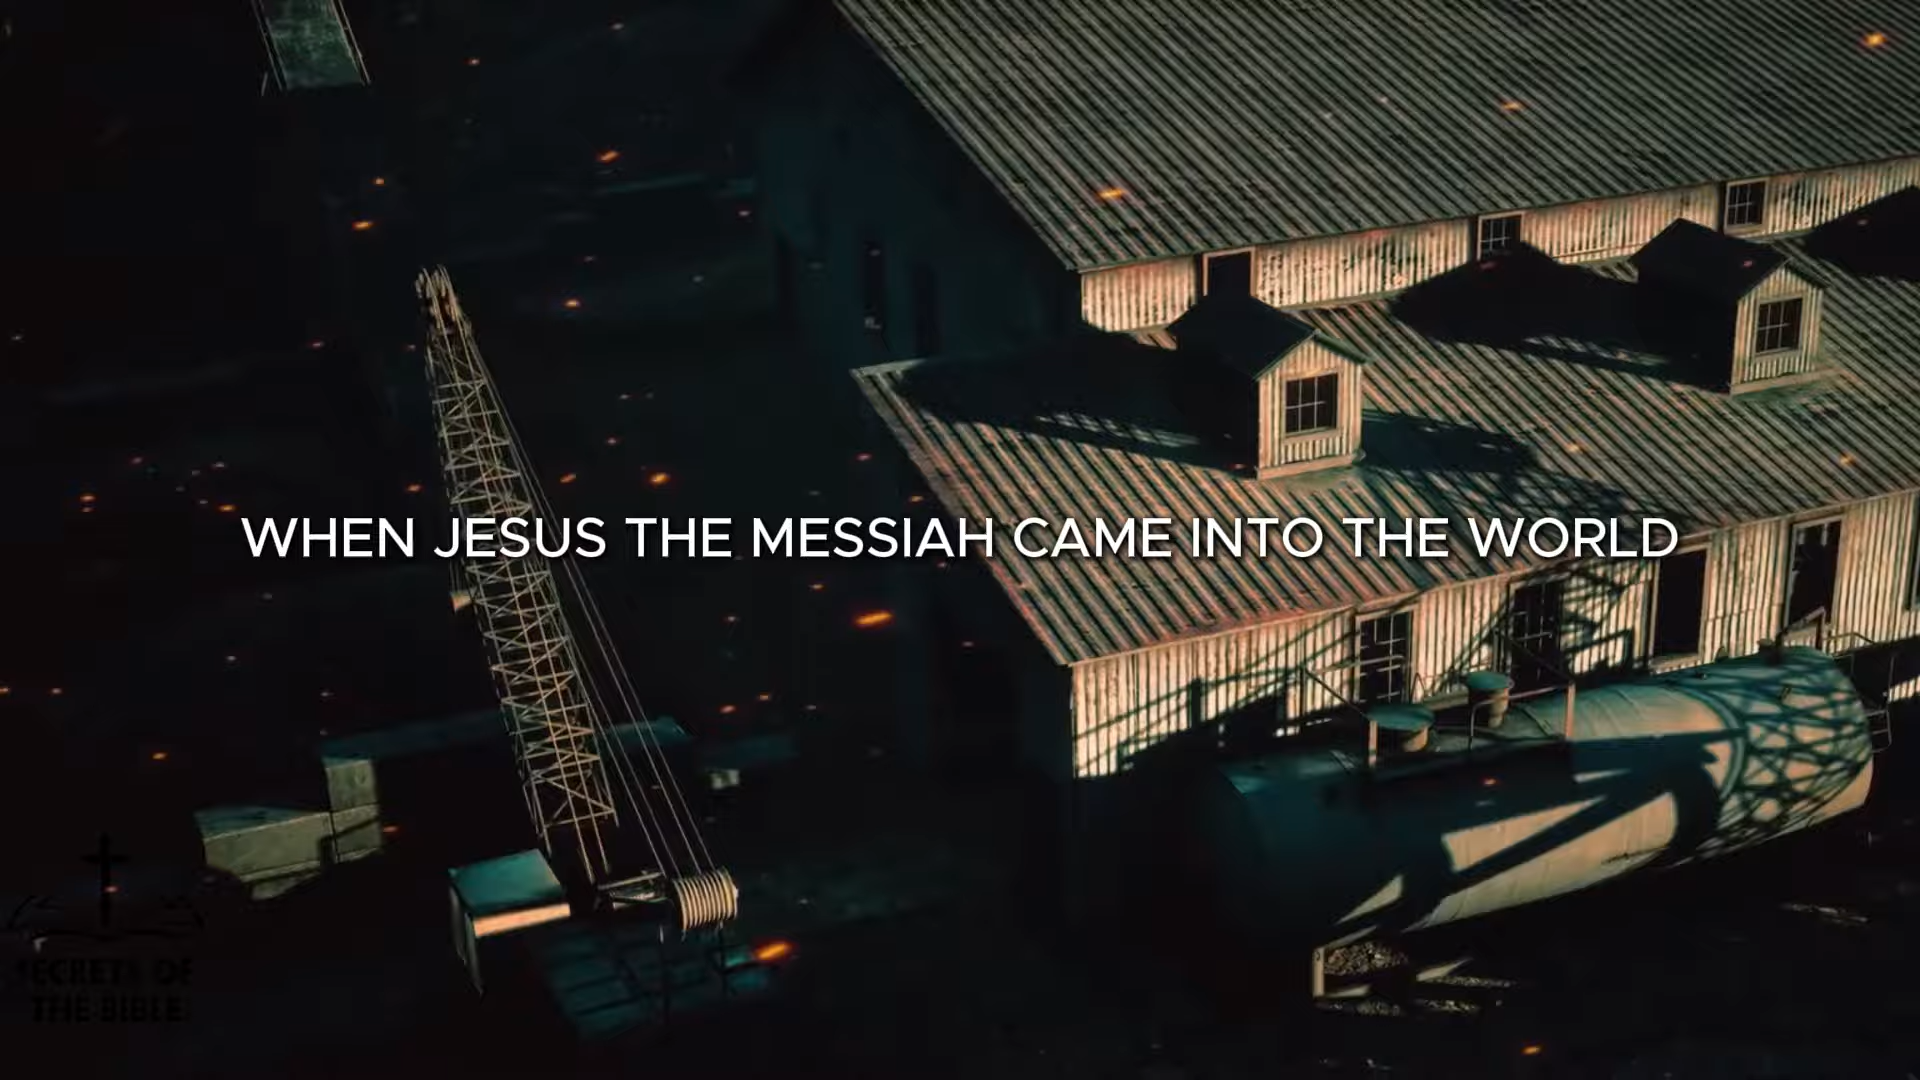 WHEN JESUS THE MESSIAH CAME INTO THE WORLD
SECRETS OF
THE BIBLE